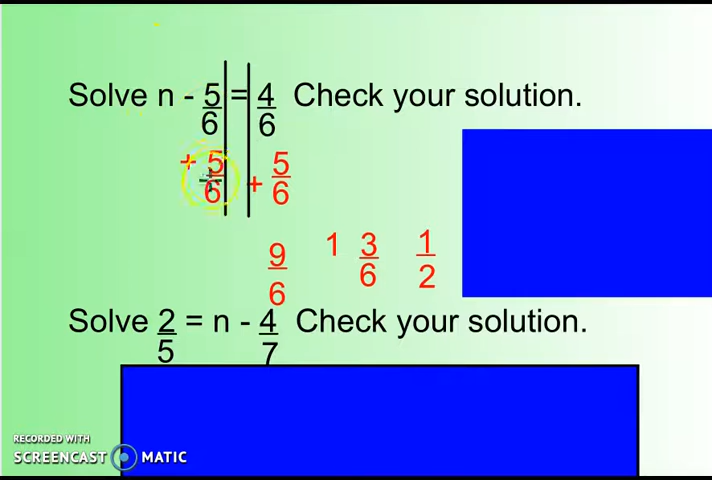 Solve n - 5/6 = 4/6 Check your solution.
+ 5/6 + 5/6
9/6 1 3/6 1/2
Solve 2/5 = n - 4/7 Check your solution.
RECORDED WITH
SCREENCAST MATIC